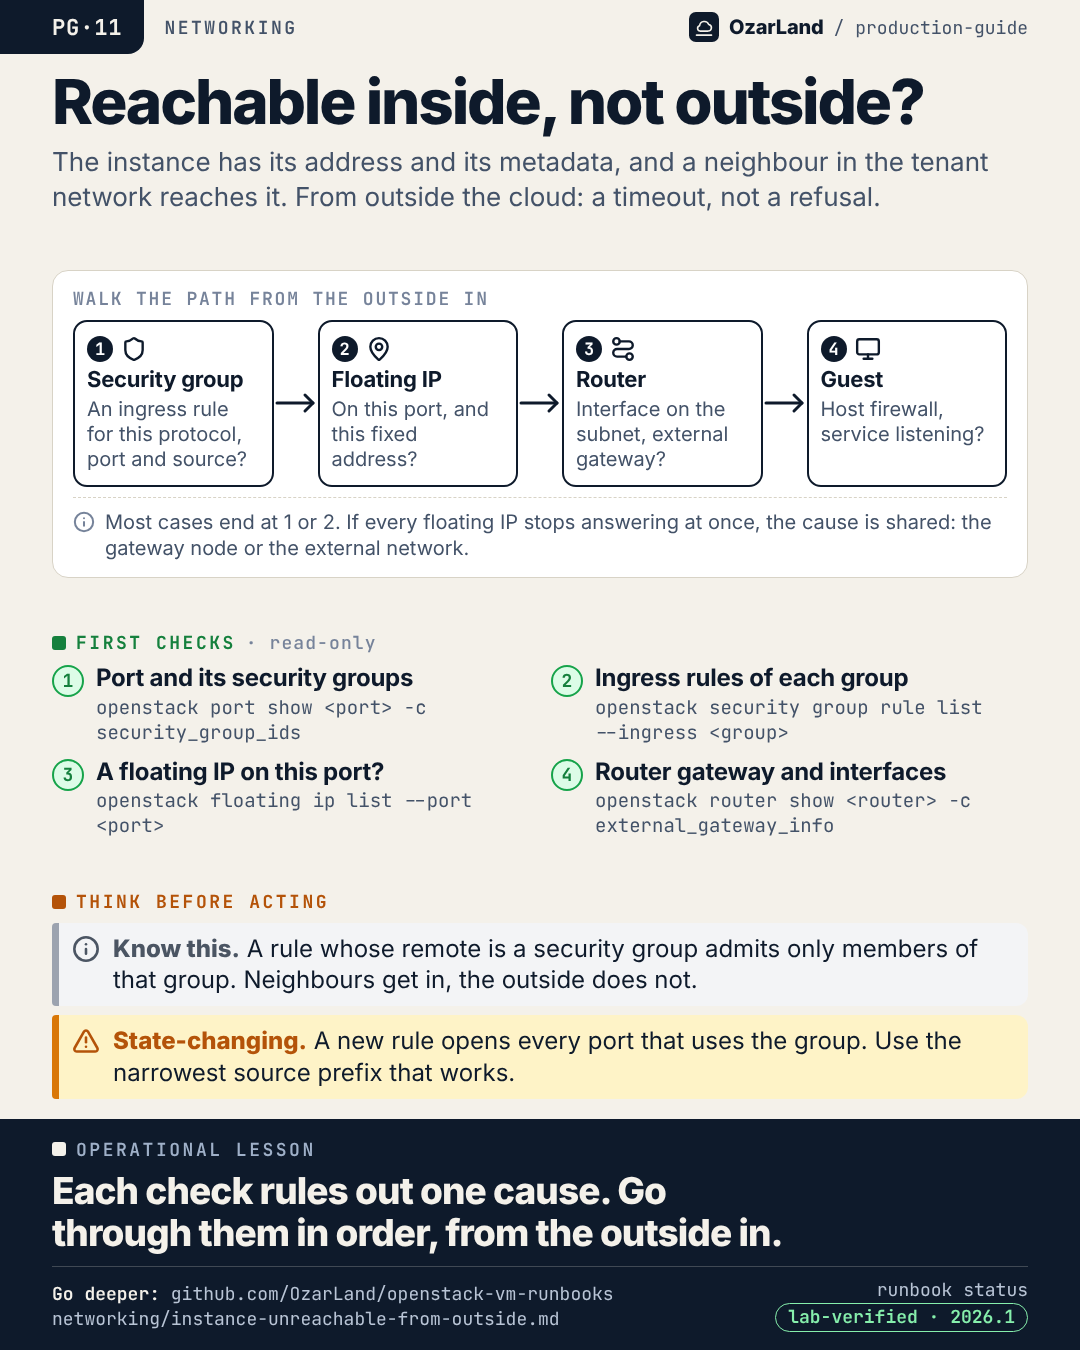 PG·11
NETWORKING
OzarLand / production-guide
Reachable inside, not outside?
The instance has its address and its metadata, and a neighbour in the tenant
network reaches it. From outside the cloud: a timeout, not a refusal.
WALK THE PATH FROM THE OUTSIDE IN
1
Security group
An ingress rule
for this protocol,
port and source?
2
Floating IP
On this port, and
this fixed
address?
3
Router
Interface on the
subnet, external
gateway?
4
Guest
Host firewall,
service listening?
Most cases end at 1 or 2. If every floating IP stops answering at once, the cause is shared: the
gateway node or the external network.
FIRST CHECKS · read-only
1 Port and its security groups
openstack port show <port> -c
security_group_ids
2 Ingress rules of each group
openstack security group rule list
--ingress <group>
3 A floating IP on this port?
openstack floating ip list --port
<port>
4 Router gateway and interfaces
openstack router show <router> -c
external_gateway_info
THINK BEFORE ACTING
Know this. A rule whose remote is a security group admits only members of
that group. Neighbours get in, the outside does not.
State-changing. A new rule opens every port that uses the group. Use the
narrowest source prefix that works.
OPERATIONAL LESSON
Each check rules out one cause. Go
through them in order, from the outside in.
Go deeper: github.com/OzarLand/openstack-vm-runbooks
networking/instance-unreachable-from-outside.md
runbook status
lab-verified · 2026.1